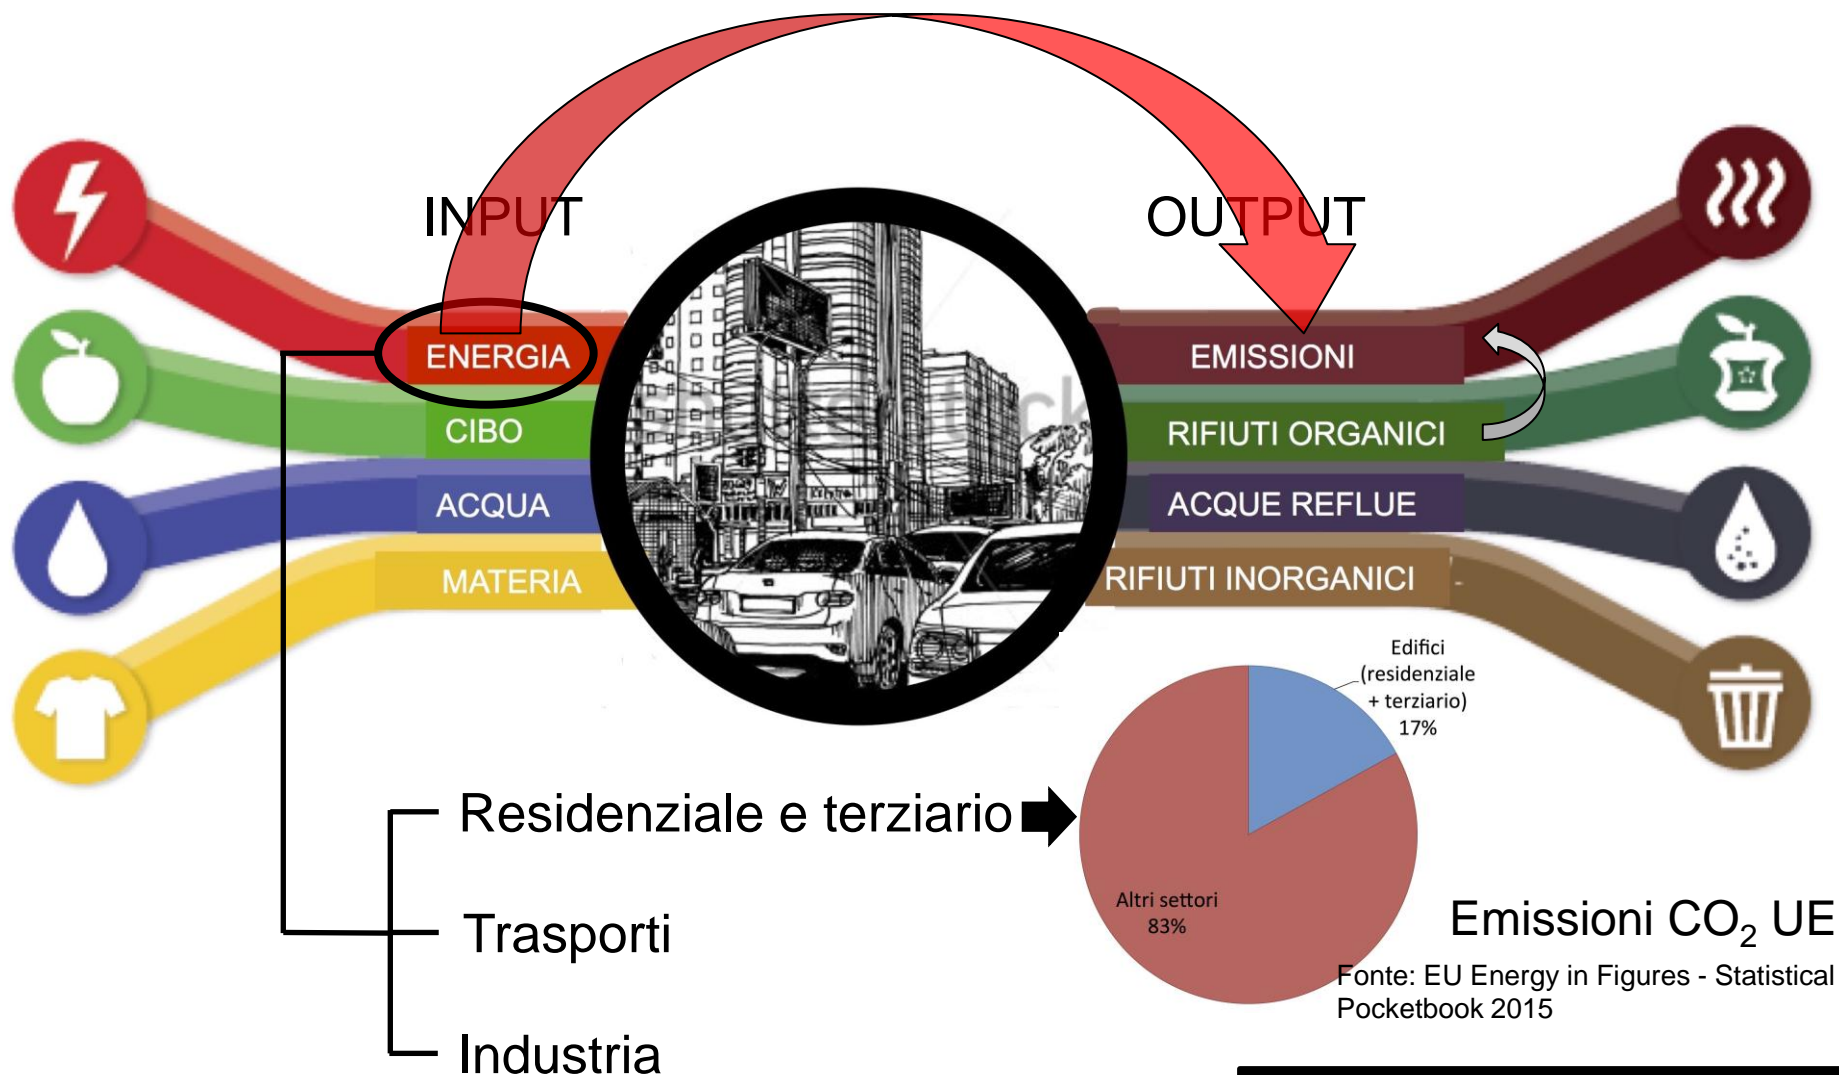 INPUT
OUTPUT
ENERGIA
CIBO
ACQUA
MATERIA
EMISSIONI
RIFIUTI ORGANICI
ACQUE REFLUE
RIFIUTI INORGANICI
Edifici
(residenziale
+ terziario)
17%
Altri settori
83%
Residenziale e terziario
Trasporti
Industria
Emissioni CO₂ UE
Fonte: EU Energy in Figures - Statistical
Pocketbook 2015